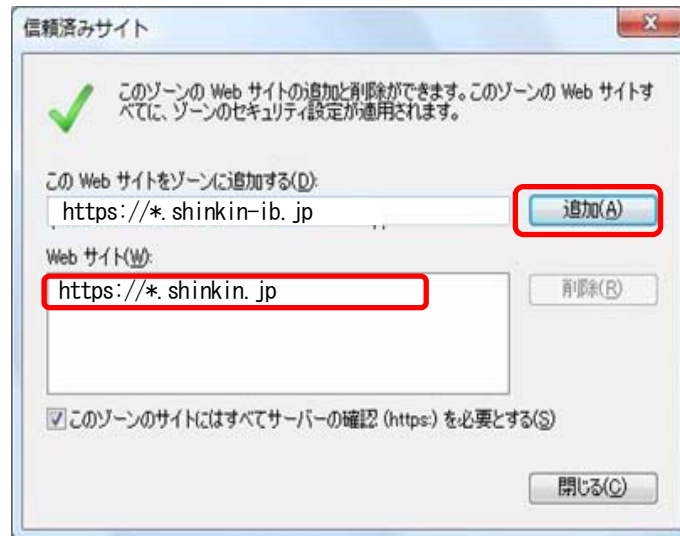 信頼済みサイト
このゾーンの Web サイトの追加と削除ができます。このゾーンの Web サイトす
べてに、ゾーンのセキュリティ設定が適用されます。
この Web サイトをゾーンに追加する(D):
https://*.shinkin-ib.jp
追加(A)
Web サイト(W):
https://*.shinkin.jp
削除(R)
このゾーンのサイトにはすべてサーバーの確認 (https:) を必要とする(S)
閉じる(C)